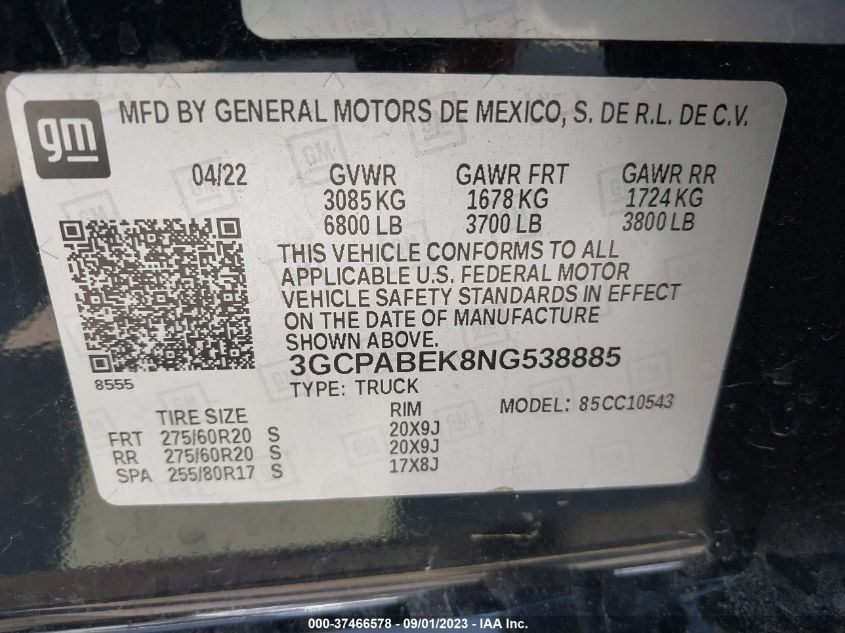 gm
MFD BY GENERAL MOTORS DE MEXICO, S. DE R.L. DE C.V.
04/22 GVWR GAWR FRT GAWR RR
3085 KG 1678 KG 1724 KG
6800 LB 3700 LB 3800 LB
THIS VEHICLE CONFORMS TO ALL
APPLICABLE U.S. FEDERAL MOTOR
VEHICLE SAFETY STANDARDS IN EFFECT
ON THE DATE OF MANUFACTURE
SHOWN ABOVE.
3GCPABEK8NG538885
8555
TYPE: TRUCK
MODEL: 85CC10543
TIRE SIZE RIM
FRT 275/60R20 S 20X9J
RR 275/60R20 S 20X9J
SPA 255/80R17 S 17X8J
000-37466578 - 09/01/2023 - An IAA Inc. Company